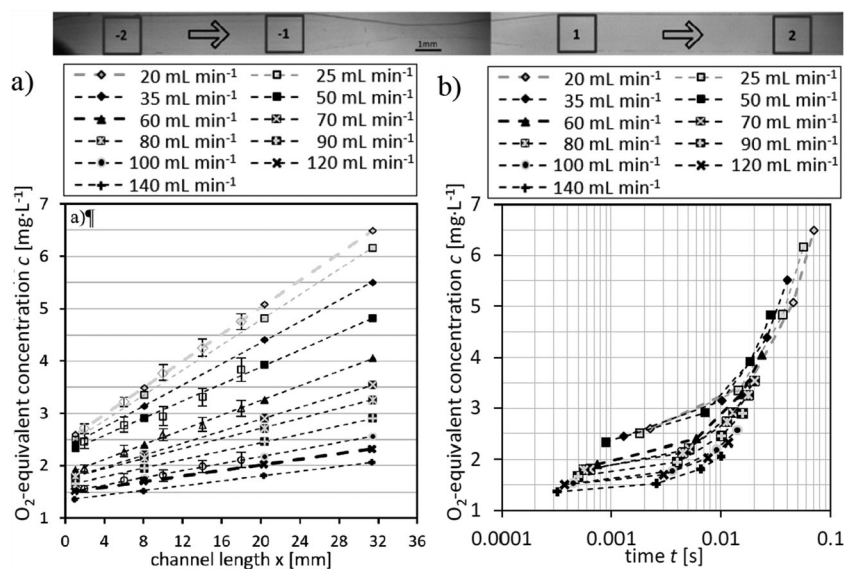 -2
-1
1mm
1
2
a)
20 mL min-1
25 mL min-1
35 mL min-1
50 mL min-1
60 mL min-1
70 mL min-1
80 mL min-1
90 mL min-1
100 mL min-1
120 mL min-1
140 mL min-1
a)¶
O2-equivalent concentration c [mg·L-1]
7
6
5
4
3
2
1
0 4 8 12 16 20 24 28 32 36
channel length x [mm]
b)
20 mL min-1
25 mL min-1
35 mL min-1
50 mL min-1
60 mL min-1
70 mL min-1
80 mL min-1
90 mL min-1
100 mL min-1
120 mL min-1
140 mL min-1
O2-equivalent concentration c [mg·L-1]
7
6
5
4
3
2
1
0.0001 0.001 0.01 0.1
time t [s]